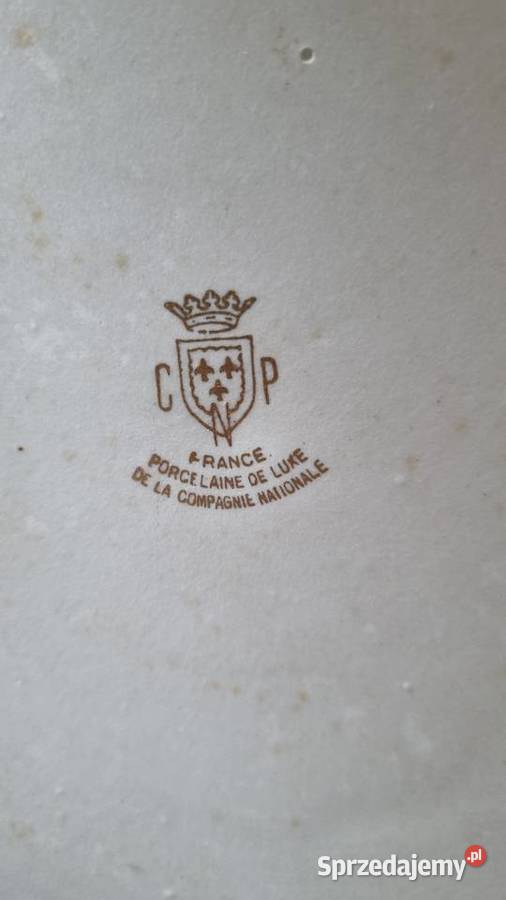 C P
N
FRANCE
PORCELAINE DE LUXE
DE LA COMPAGNIE NATIONALE
Sprzedajemy.pl